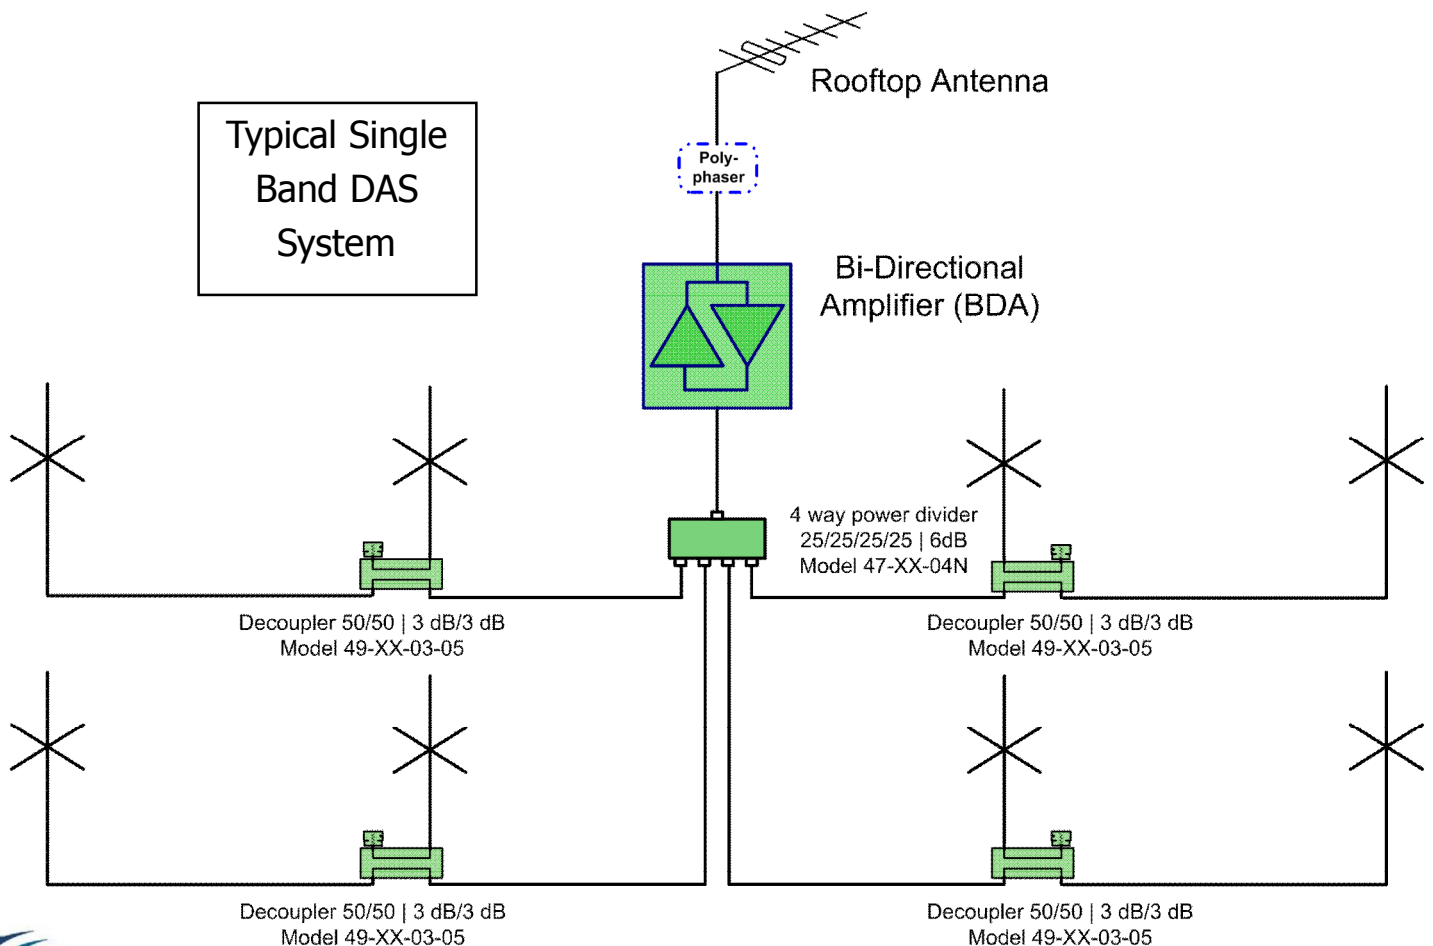 Rooftop Antenna
Typical Single
Band DAS
System
Poly-
phaser
Bi-Directional
Amplifier (BDA)
4 way power divider
25/25/25/25 | 6dB
Model 47-XX-04N
Decoupler 50/50 | 3 dB/3 dB
Model 49-XX-03-05
Decoupler 50/50 | 3 dB/3 dB
Model 49-XX-03-05
Decoupler 50/50 | 3 dB/3 dB
Model 49-XX-03-05
Decoupler 50/50 | 3 dB/3 dB
Model 49-XX-03-05